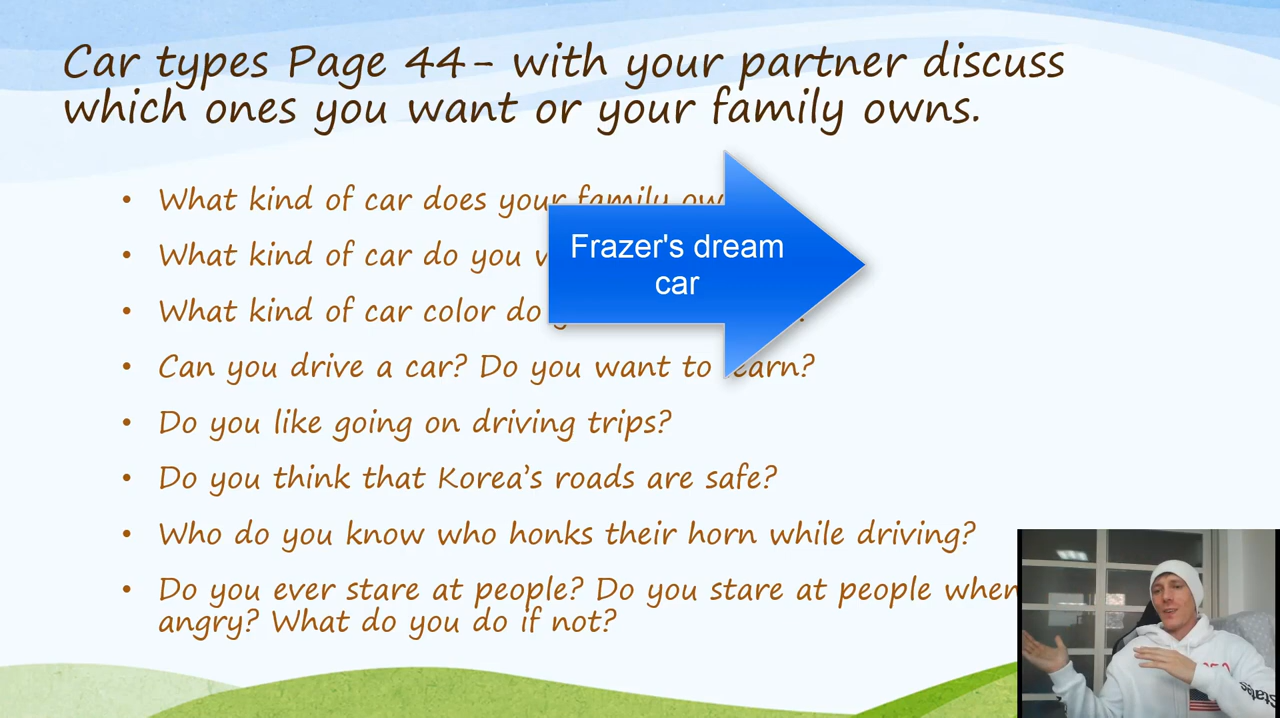 Car types Page 44- with your partner discuss
which ones you want or your family owns.
• What kind of car does your family
• What kind of car do you
• What kind of car color do
• Can you drive a car? Do you want to learn?
• Do you like going on driving trips?
• Do you think that Korea's roads are safe?
• Who do you know who honks their horn while driving?
• Do you ever stare at people? Do you stare at people when
angry? What do you do if not?
Frazer's dream
car